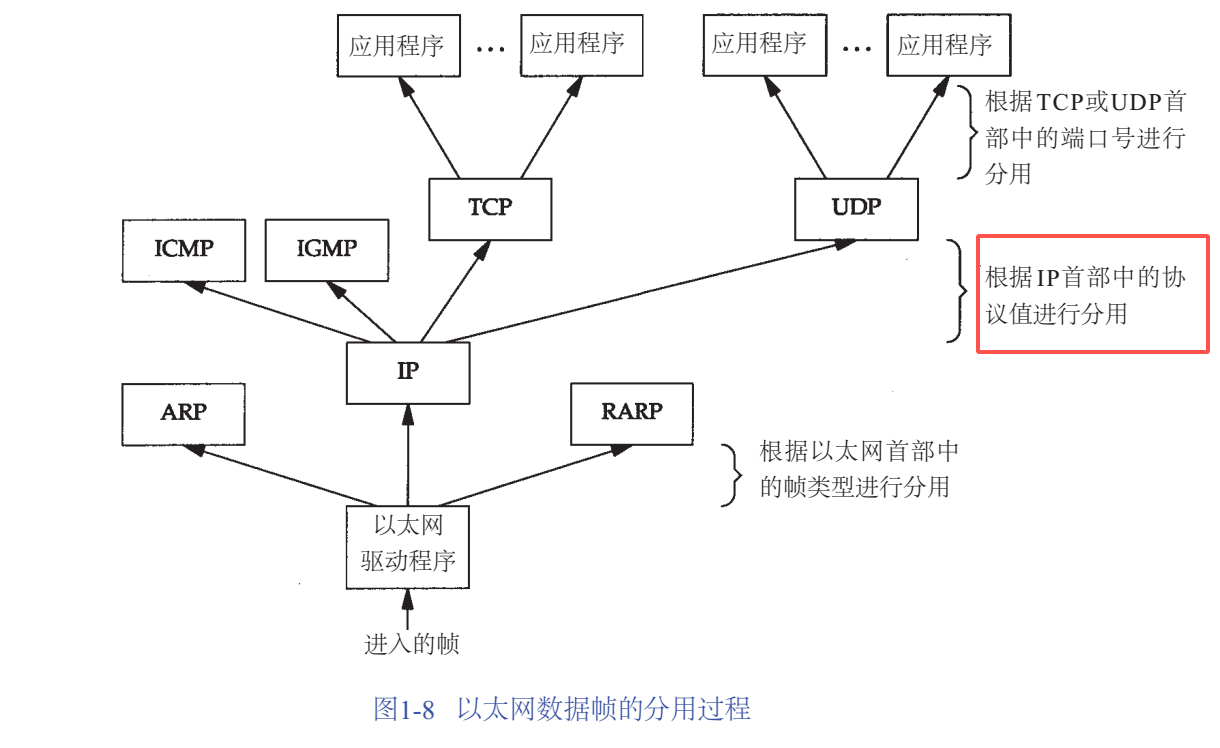 应用程序 … 应用程序 应用程序 … 应用程序
根据TCP或UDP首
部中的端口号进行
分用
TCP UDP
ICMP IGMP
根据IP首部中的协
议值进行分用
IP
ARP RARP
根据以太网首部中
的帧类型进行分用
以太网
驱动程序
进入的帧
图1-8 以太网数据帧的分用过程